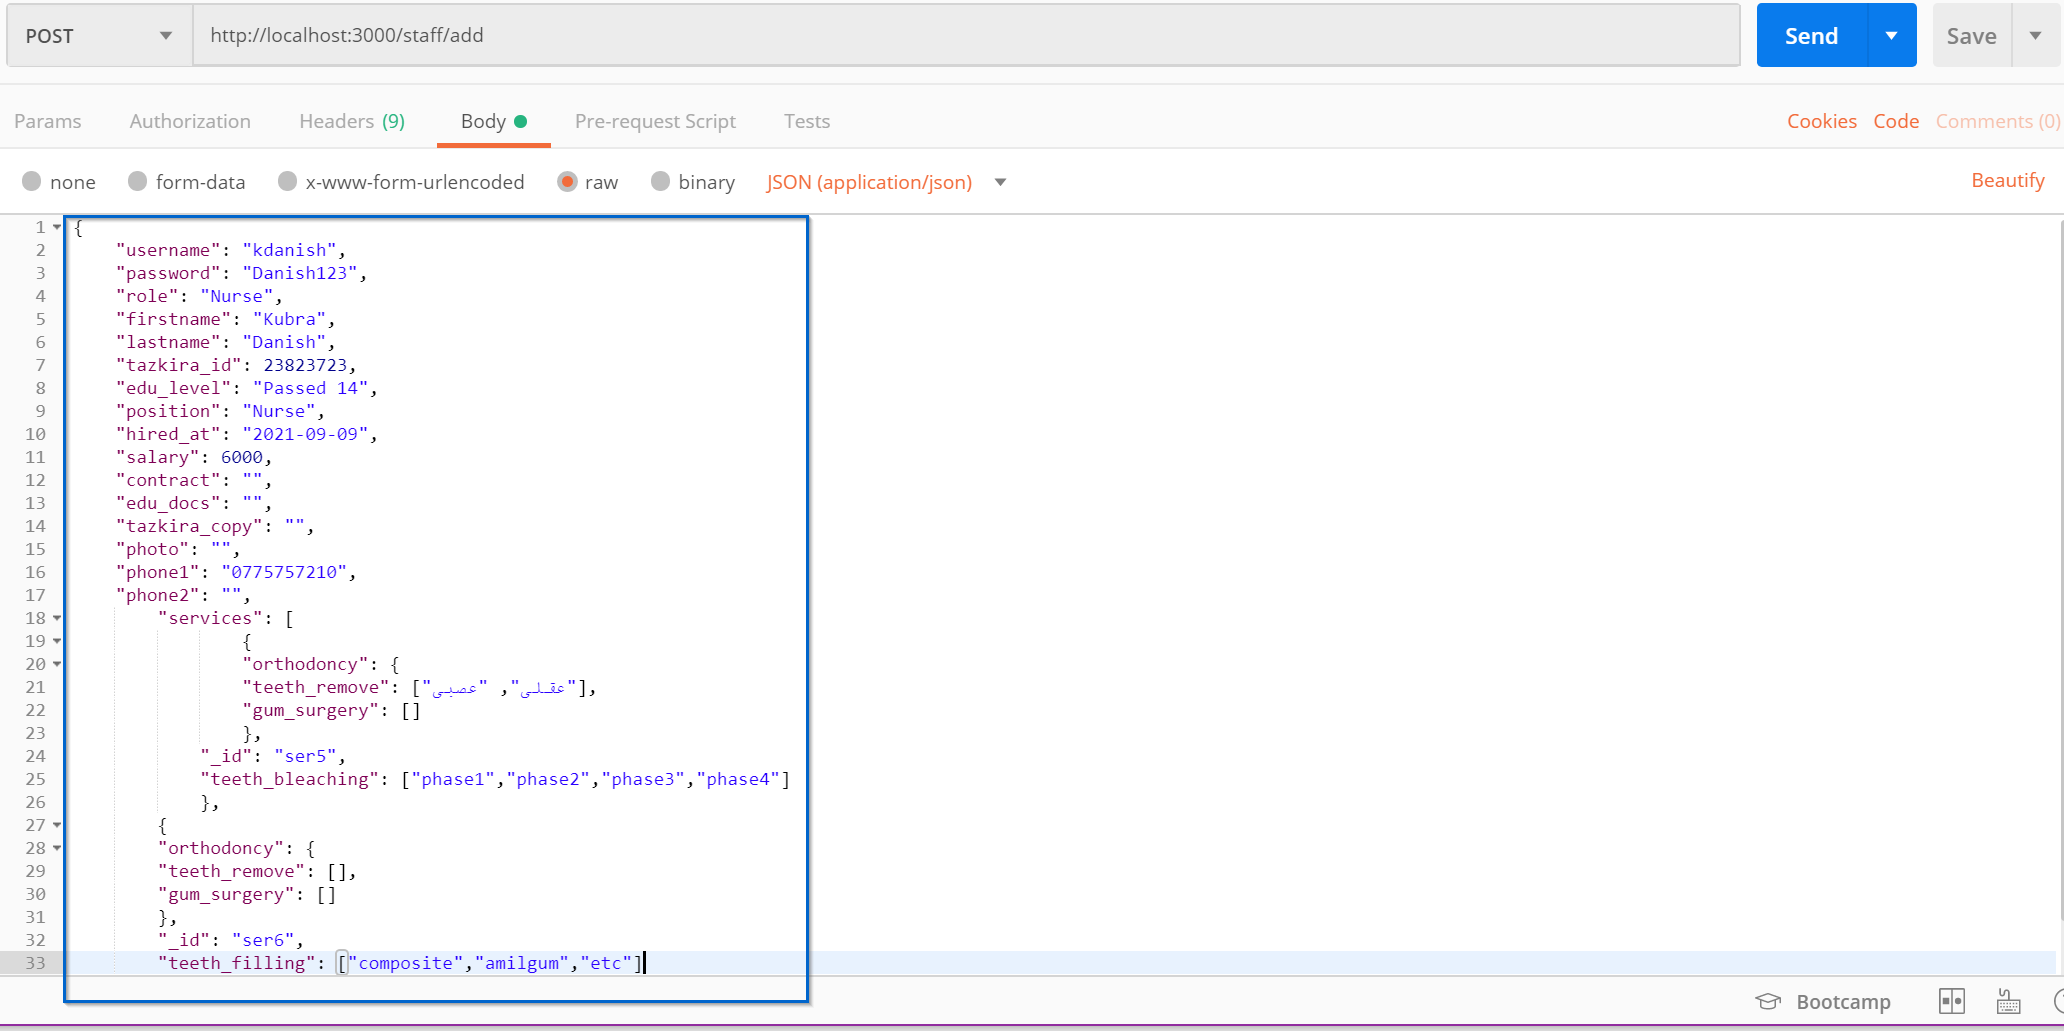 POST http://localhost:3000/staff/add Send Save
Params Authorization Headers (9) Body Pre-request Script Tests Cookies Code Comments (0)
none form-data x-www-form-urlencoded raw binary JSON (application/json) Beautify
1 {
2 "username": "kdanish",
3 "password": "Danish123",
4 "role": "Nurse",
5 "firstname": "Kubra",
6 "lastname": "Danish",
7 "tazkira_id": 23823723,
8 "edu_level": "Passed 14",
9 "position": "Nurse",
10 "hired_at": "2021-09-09",
11 "salary": 6000,
12 "contract": "",
13 "edu_docs": "",
14 "tazkira_copy": "",
15 "photo": "",
16 "phone1": "0775757210",
17 "phone2": "",
18 "services": [
19 {
20 "orthodoncy": {
21 "teeth_remove": ["عقلی", "عصبی"],
22 "gum_surgery": []
23 },
24 "_id": "ser5",
25 "teeth_bleaching": ["phase1","phase2","phase3","phase4"]
26 },
27 {
28 "orthodoncy": {
29 "teeth_remove": [],
30 "gum_surgery": []
31 },
32 "_id": "ser6",
33 "teeth_filling": ["composite","amilgum","etc"]
Bootcamp